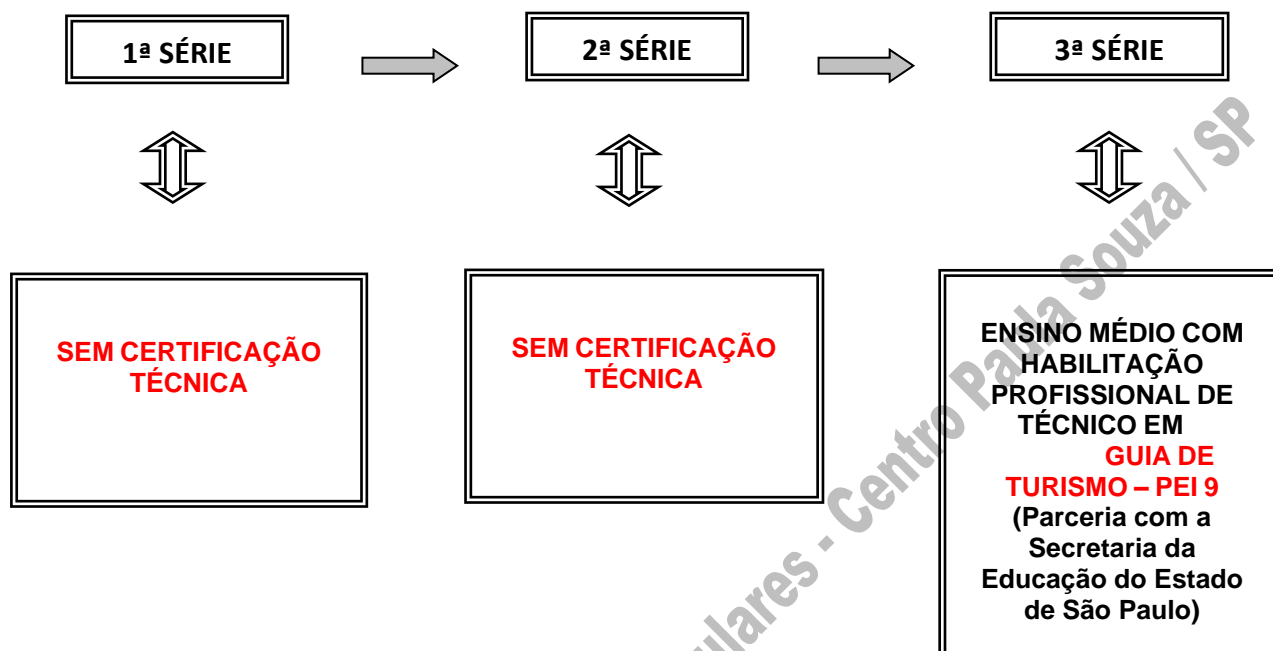 1ª SÉRIE
2ª SÉRIE
3ª SÉRIE
SEM CERTIFICAÇÃO
TÉCNICA
SEM CERTIFICAÇÃO
TÉCNICA
ENSINO MÉDIO COM
HABILITAÇÃO
PROFISSIONAL DE
TÉCNICO EM
GUIA DE
TURISMO – PEI 9
(Parceria com a
Secretaria da
Educação do Estado
de São Paulo)
- Centro Paula Souza / SP